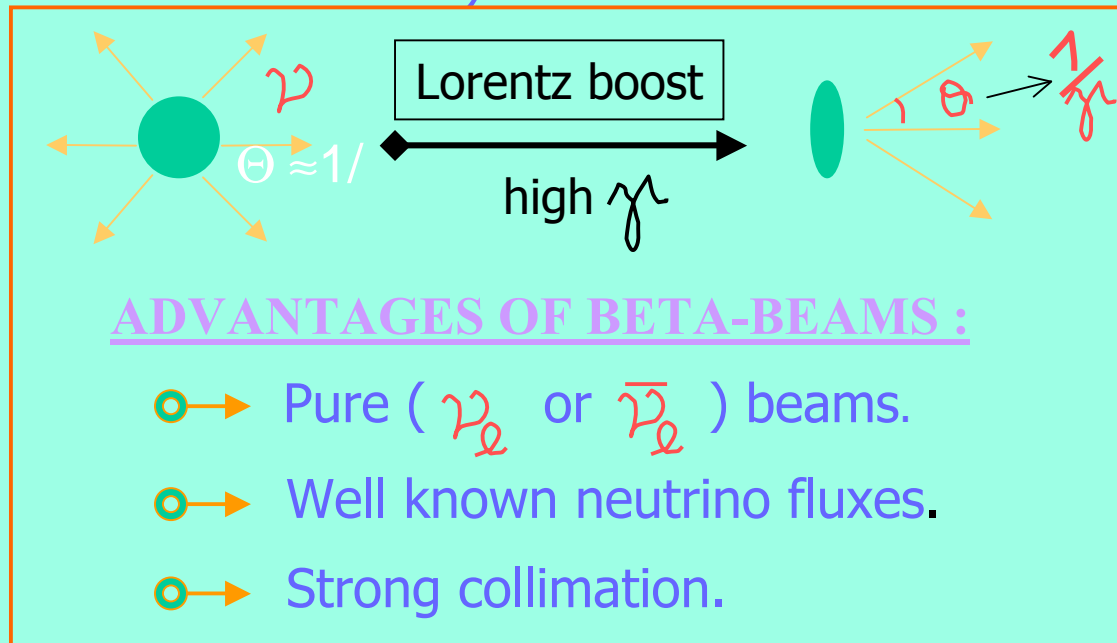 ν
Lorentz boost
θ → 1/γ
Θ ≈1/
high γ
ADVANTAGES OF BETA-BEAMS :
Pure ( νe or ν̅e ) beams.
Well known neutrino fluxes.
Strong collimation.